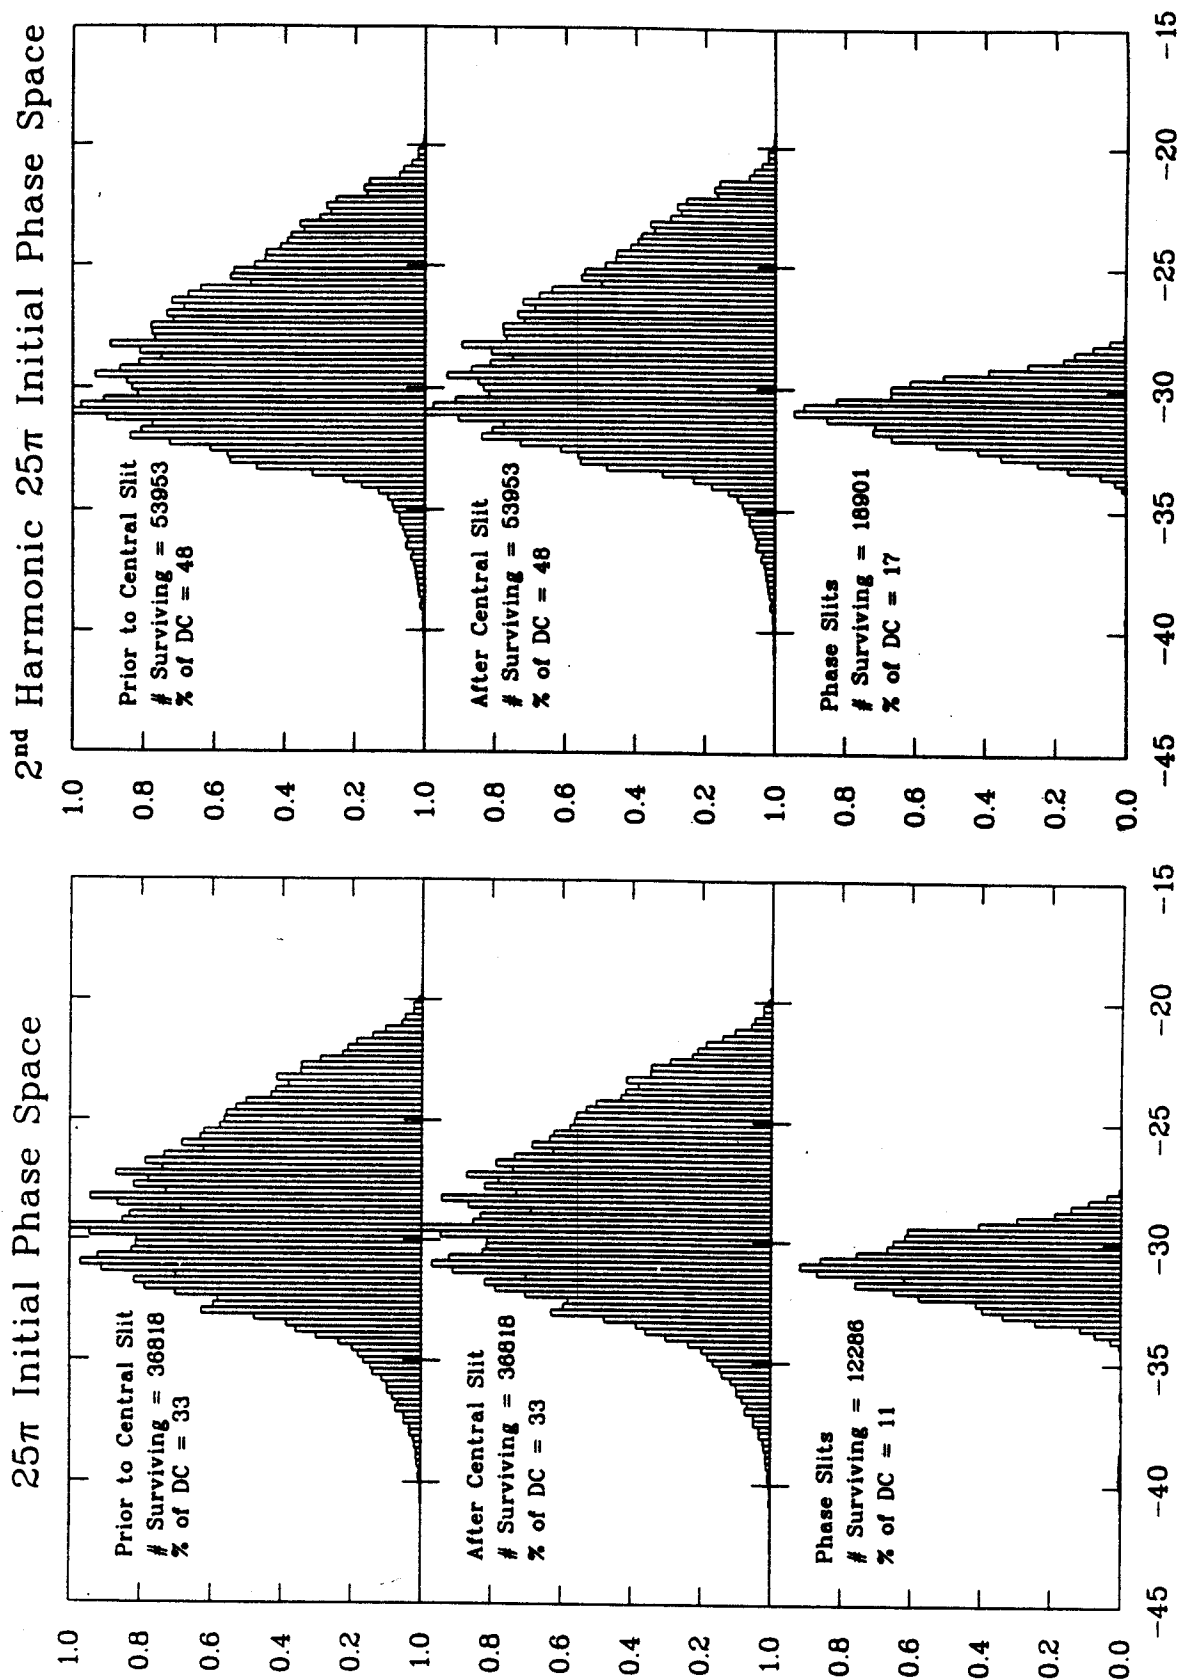 25π Initial Phase Space
1.0
0.8
0.6
0.4
0.2
Prior to Central Slit
# Surviving = 36818
% of DC = 33
1.0
0.8
0.6
0.4
0.2
After Central Slit
# Surviving = 36818
% of DC = 33
1.0
0.8
0.6
0.4
0.2
0.0
Phase Slits
# Surviving = 12286
% of DC = 11
-45
-40
-35
-30
-25
-20
-15
2nd Harmonic 25π Initial Phase Space
1.0
0.8
0.6
0.4
0.2
Prior to Central Slit
# Surviving = 53953
% of DC = 48
1.0
0.8
0.6
0.4
0.2
After Central Slit
# Surviving = 53953
% of DC = 48
1.0
0.8
0.6
0.4
0.2
0.0
Phase Slits
# Surviving = 18901
% of DC = 17
-45
-40
-35
-30
-25
-20
-15